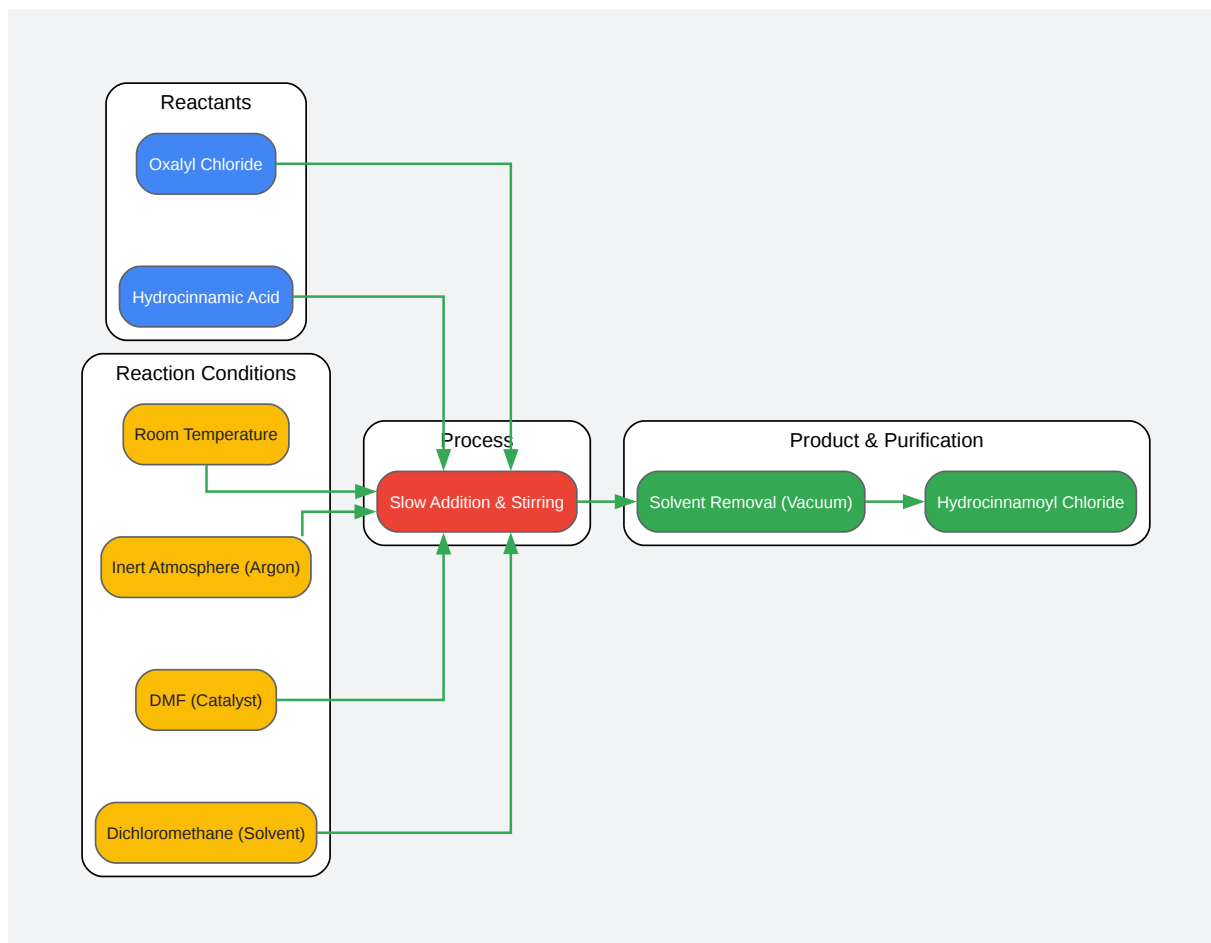 Reactants
Oxalyl Chloride
Hydrocinnamic Acid
Reaction Conditions
Room Temperature
Inert Atmosphere (Argon)
DMF (Catalyst)
Dichloromethane (Solvent)
Process
Slow Addition & Stirring
Product & Purification
Solvent Removal (Vacuum)
Hydrocinnamoyl Chloride